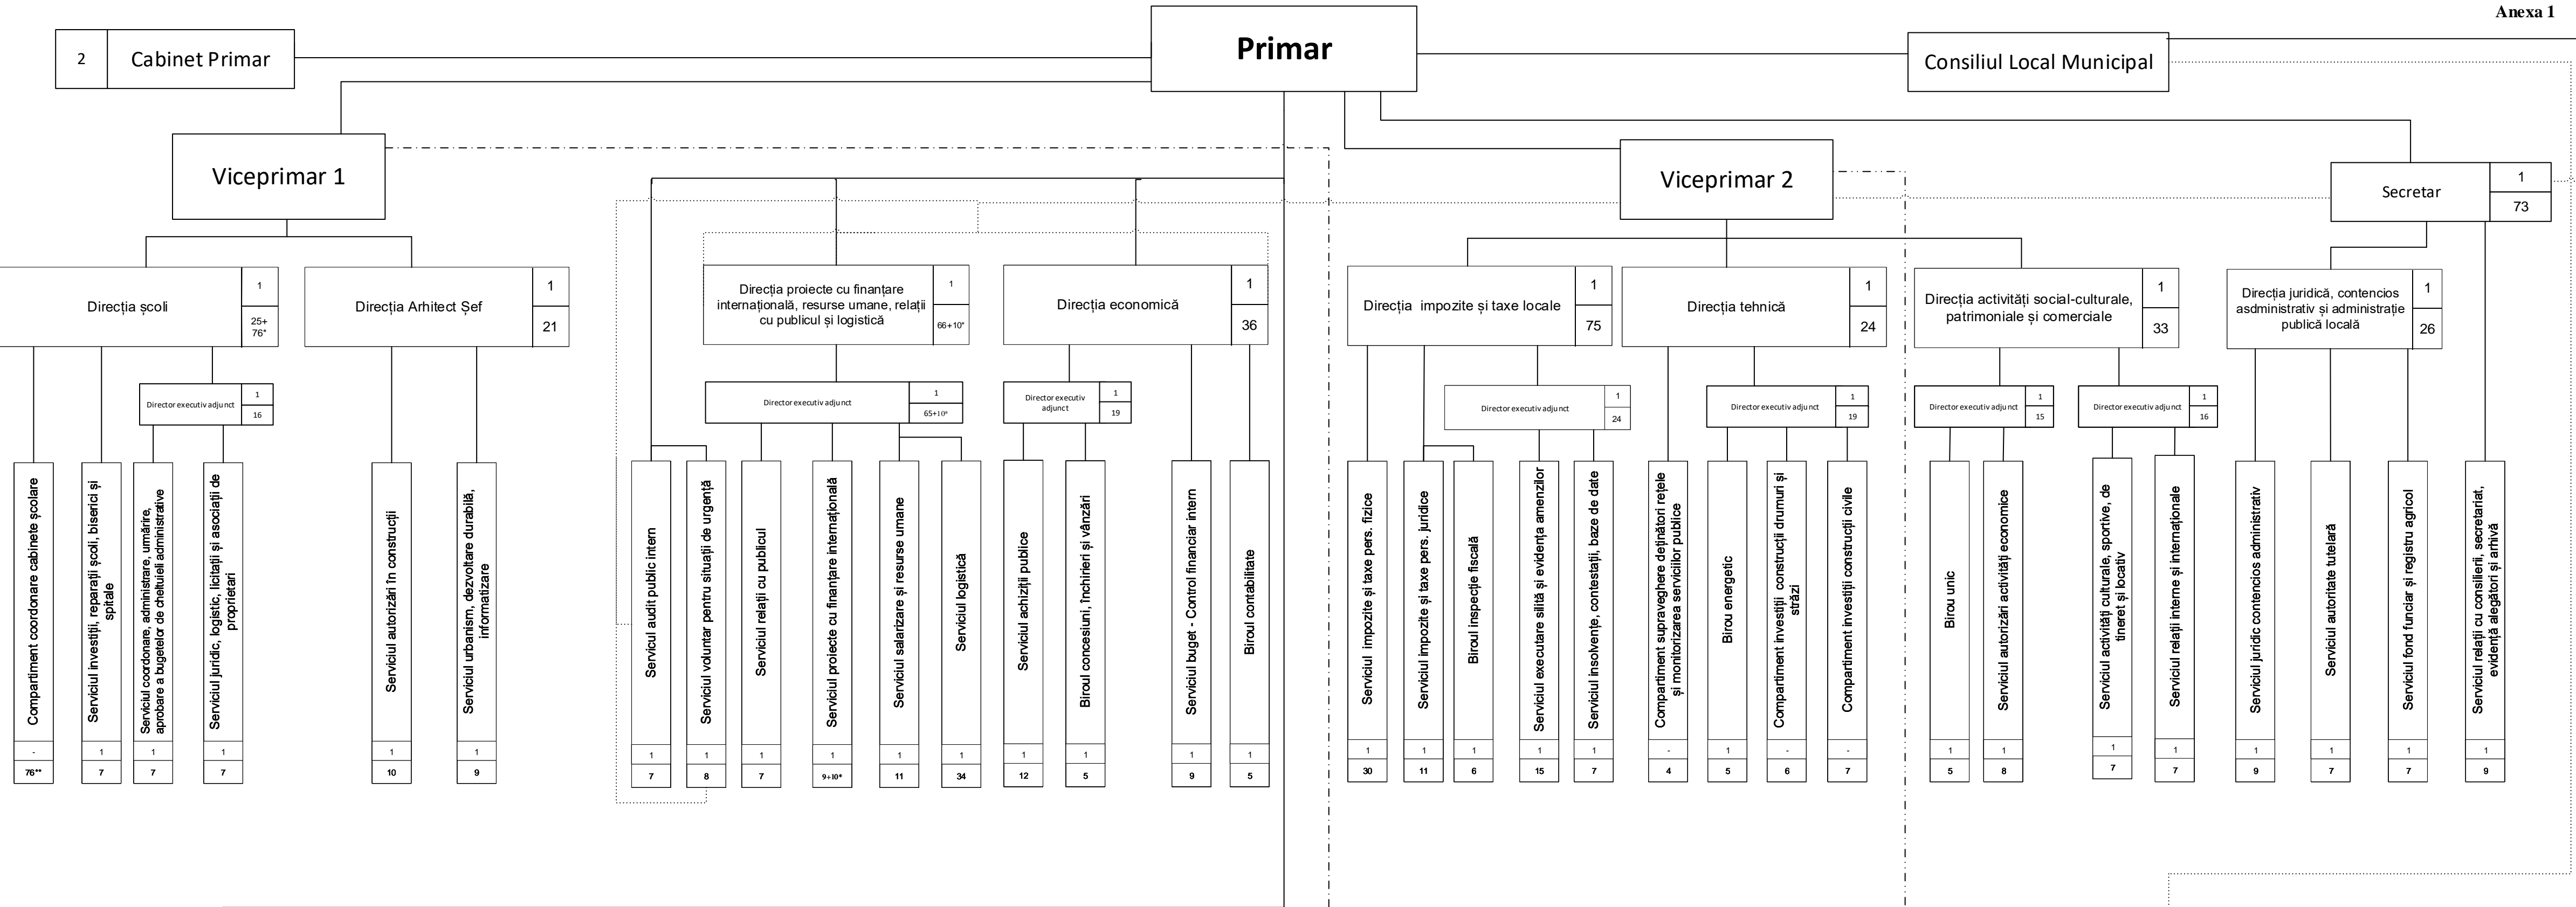 Anexa 1
2
Cabinet Primar
Primar
Consiliul Local Municipal
Viceprimar 1
Viceprimar 2
Secretar
1
73
Direcția școli
1
25+
76*
Direcția Arhitect Șef
1
21
Direcția proiecte cu finanțare
internațională, resurse umane, relații
cu publicul și logistică
1
66+10*
Direcția economică
1
36
Direcția impozite și taxe locale
1
75
Direcția tehnică
1
24
Direcția activități social-culturale,
patrimoniale și comerciale
1
33
Direcția juridică, contencios
asdministrativ și administrație
publică locală
1
26
Director executiv adjunct
1
16
Director executiv adjunct
1
65+10*
Director executiv
adjunct
1
19
Director executiv adjunct
1
24
Director executiv adjunct
1
19
Director executiv adjunct
1
15
Director executiv adjunct
1
16
Compartiment coordonare cabinete școlare
-
76**
Serviciul investiții, reparații școli, biserici și
spitale
1
7
Serviciul coordonare, administrare, umărire,
aprobare a bugetelor de cheltuieli administrative
1
7
Serviciul juridic, logistic, licitații și asociații de
proprietari
1
7
Serviciul autorizări în construcții
1
10
Serviciul urbanism, dezvoltare durabilă,
informatizare
1
9
Servicul audit public intern
1
7
Serviciul voluntar pentru situații de urgență
1
8
Serviciul relații cu publicul
1
7
Serviciul proiecte cu finanțare internațională
1
9+10*
Serviciul salarizare și resurse umane
1
11
Serviciul logistică
1
34
Serviciul achiziții publice
1
12
Biroul concesiuni, închirieri și vânzări
1
5
Serviciul buget - Control financiar intern
1
9
Biroul contabilitate
1
5
Serviciul impozite și taxe pers. fizice
1
30
Serviciul impozite și taxe pers. juridice
1
11
Biroul inspecție fiscală
1
6
Serviciul executare silită și evidența amenzilor
1
15
Serviciul insolvențe, contestații, baze de date
1
7
Compartiment supraveghere deținători rețele
și monitorizarea serviciilor publice
-
4
Birou energetic
1
5
Compartiment investiții construcții drumuri și
străzi
-
6
Compartiment investiții construcții civile
-
7
Birou unic
1
5
Serviciul autorizări activități economice
1
8
Serviciul activități culturale, sportive, de
tineret și locativ
1
7
Serviciul relații interne și internaționale
1
7
Serviciul juridic contencios administrativ
1
9
Serviciul autoritate tutelară
1
7
Serviciul fond funciar și registru agricol
1
7
Serviciul relații cu consilierii, secretariat,
evidență alegători și arhivă
1
9